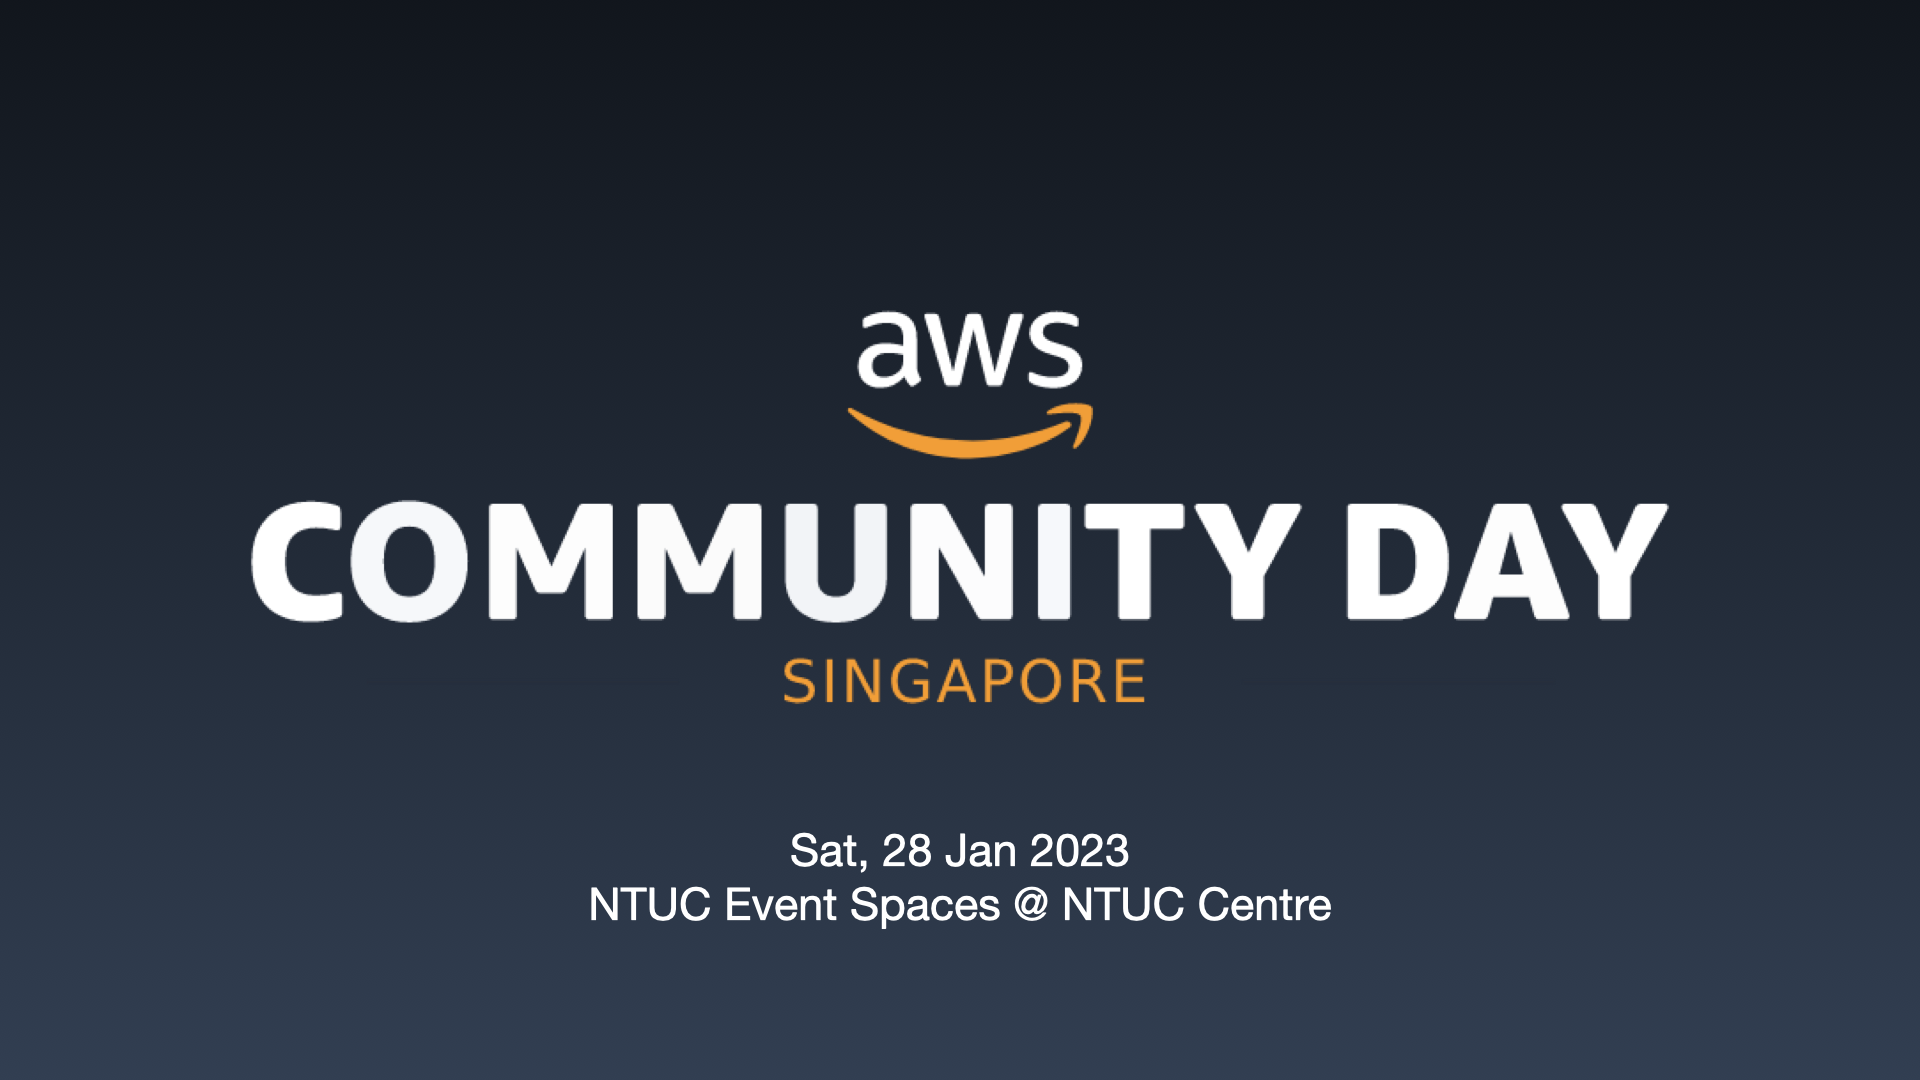 aws
COMMUNITY DAY
SINGAPORE
Sat, 28 Jan 2023
NTUC Event Spaces @ NTUC Centre